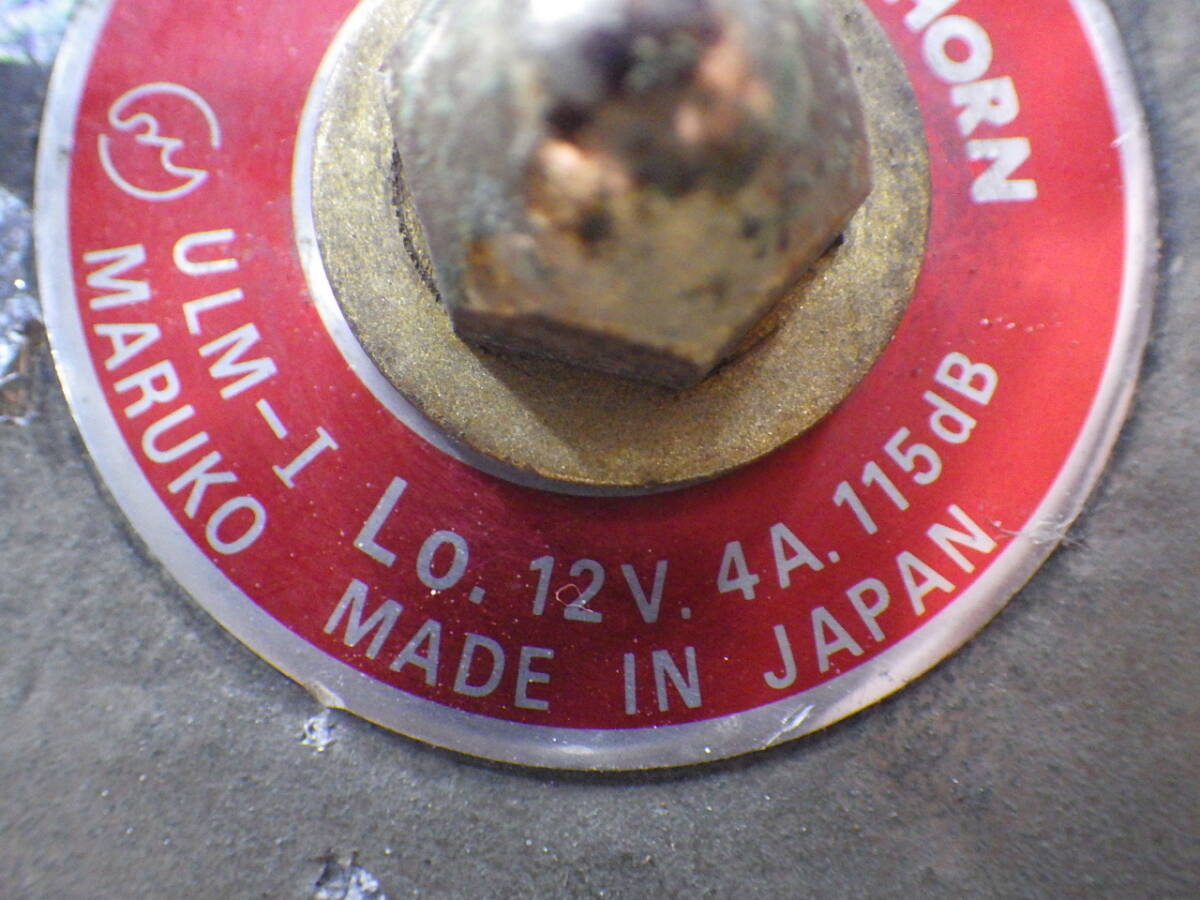 HORN
ULM-I Lo. 12V. 4A. 115dB
MARUKO MADE IN JAPAN